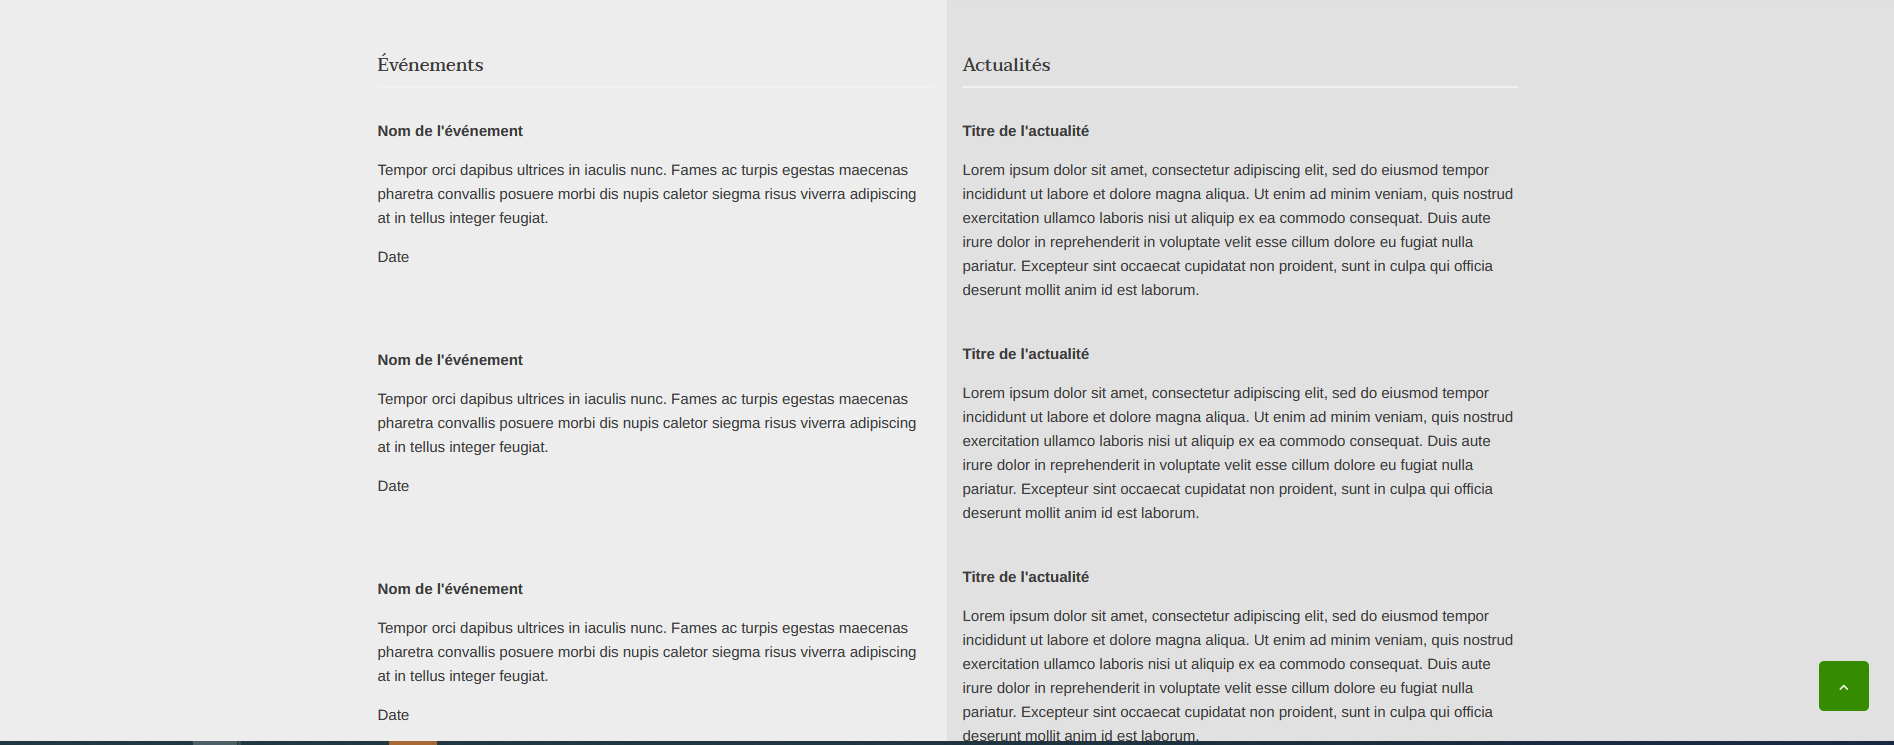 Événements
Nom de l'événement
Tempor orci dapibus ultrices in iaculis nunc. Fames ac turpis egestas maecenas
pharetra convallis posuere morbi dis nupis caletor siegma risus viverra adipiscing
at in tellus integer feugiat.
Date
Nom de l'événement
Tempor orci dapibus ultrices in iaculis nunc. Fames ac turpis egestas maecenas
pharetra convallis posuere morbi dis nupis caletor siegma risus viverra adipiscing
at in tellus integer feugiat.
Date
Nom de l'événement
Tempor orci dapibus ultrices in iaculis nunc. Fames ac turpis egestas maecenas
pharetra convallis posuere morbi dis nupis caletor siegma risus viverra adipiscing
at in tellus integer feugiat.
Date
Actualités
Titre de l'actualité
Lorem ipsum dolor sit amet, consectetur adipiscing elit, sed do eiusmod tempor
incididunt ut labore et dolore magna aliqua. Ut enim ad minim veniam, quis nostrud
exercitation ullamco laboris nisi ut aliquip ex ea commodo consequat. Duis aute
irure dolor in reprehenderit in voluptate velit esse cillum dolore eu fugiat nulla
pariatur. Excepteur sint occaecat cupidatat non proident, sunt in culpa qui officia
deserunt mollit anim id est laborum.
Titre de l'actualité
Lorem ipsum dolor sit amet, consectetur adipiscing elit, sed do eiusmod tempor
incididunt ut labore et dolore magna aliqua. Ut enim ad minim veniam, quis nostrud
exercitation ullamco laboris nisi ut aliquip ex ea commodo consequat. Duis aute
irure dolor in reprehenderit in voluptate velit esse cillum dolore eu fugiat nulla
pariatur. Excepteur sint occaecat cupidatat non proident, sunt in culpa qui officia
deserunt mollit anim id est laborum.
Titre de l'actualité
Lorem ipsum dolor sit amet, consectetur adipiscing elit, sed do eiusmod tempor
incididunt ut labore et dolore magna aliqua. Ut enim ad minim veniam, quis nostrud
exercitation ullamco laboris nisi ut aliquip ex ea commodo consequat. Duis aute
irure dolor in reprehenderit in voluptate velit esse cillum dolore eu fugiat nulla
pariatur. Excepteur sint occaecat cupidatat non proident, sunt in culpa qui officia
deserunt mollit anim id est laborum.